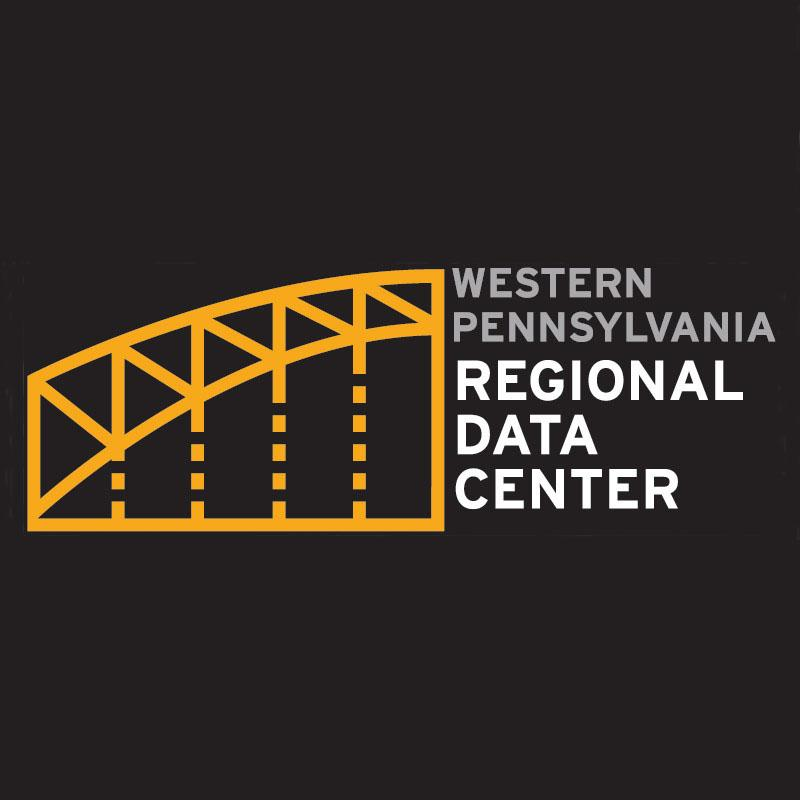 WESTERN
PENNSYLVANIA
REGIONAL
DATA
CENTER